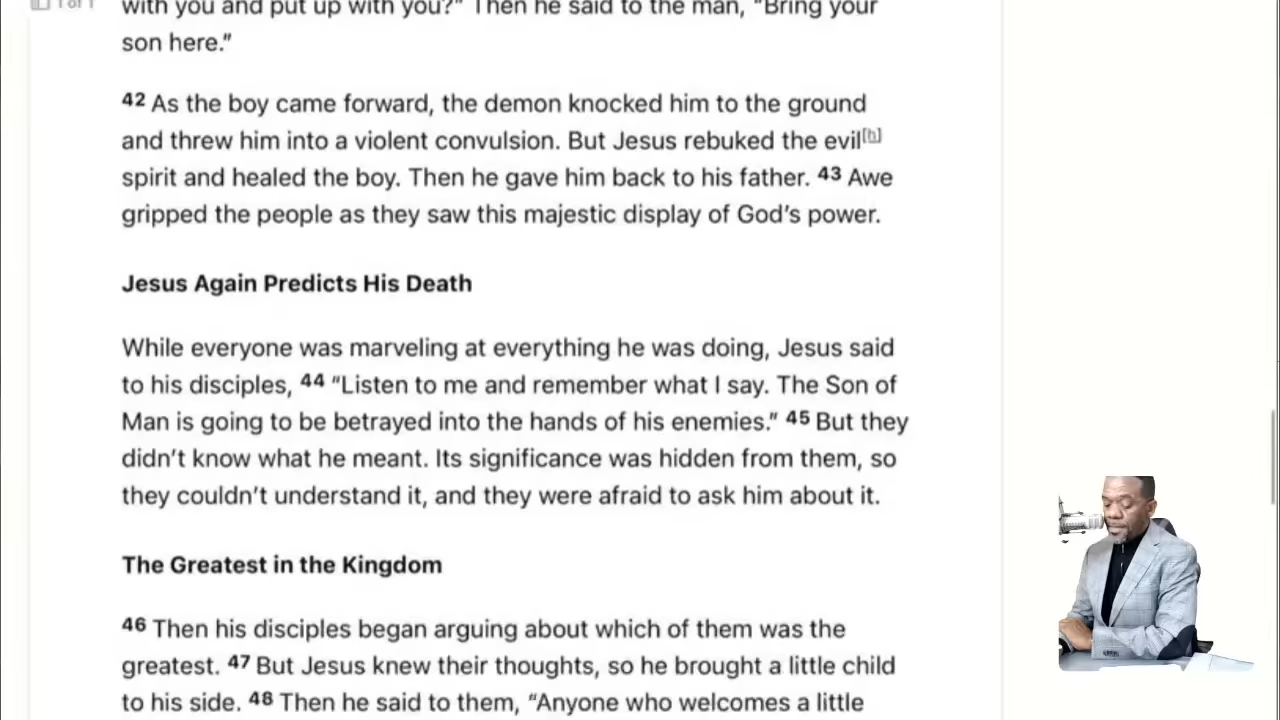 1 of 1
with you and put up with you?” Then he said to the man, “Bring your
son here.”
42 As the boy came forward, the demon knocked him to the ground
and threw him into a violent convulsion. But Jesus rebuked the evil[h]
spirit and healed the boy. Then he gave him back to his father. 43 Awe
gripped the people as they saw this majestic display of God’s power.
Jesus Again Predicts His Death
While everyone was marveling at everything he was doing, Jesus said
to his disciples, 44 “Listen to me and remember what I say. The Son of
Man is going to be betrayed into the hands of his enemies.” 45 But they
didn’t know what he meant. Its significance was hidden from them, so
they couldn’t understand it, and they were afraid to ask him about it.
The Greatest in the Kingdom
46 Then his disciples began arguing about which of them was the
greatest. 47 But Jesus knew their thoughts, so he brought a little child
to his side. 48 Then he said to them, “Anyone who welcomes a little